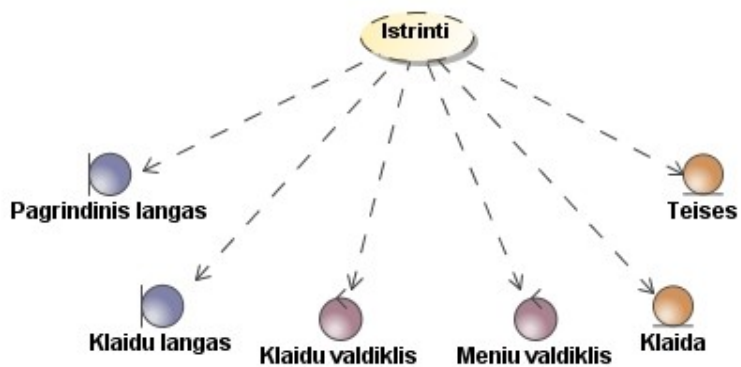 Istrinti
Pagrindinis langas
Teises
Klaidu langas
Klaidu valdiklis
Meniu valdiklis
Klaida